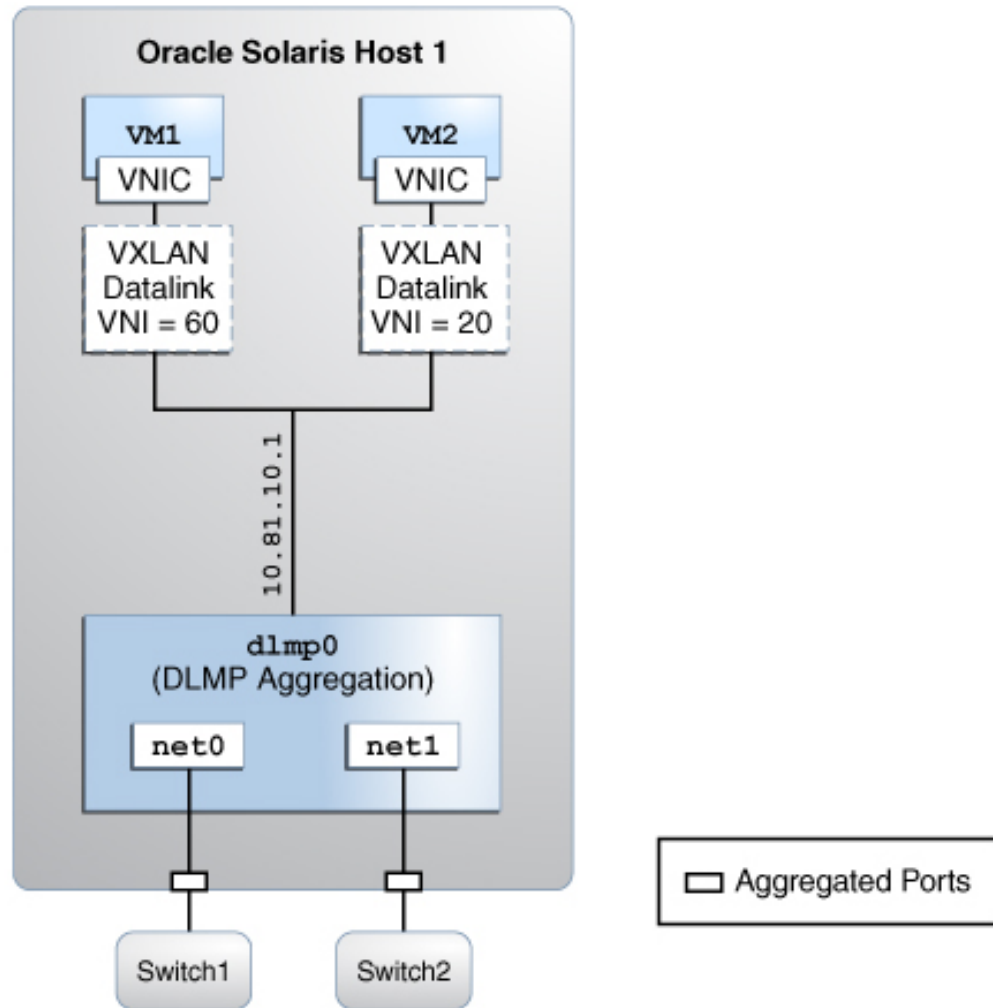 Oracle Solaris Host 1
VM1
VNIC
VXLAN
Datalink
VNI = 60
VM2
VNIC
VXLAN
Datalink
VNI = 20
10.81.10.1
dlmp0
(DLMP Aggregation)
net0
net1
Aggregated Ports
Switch1
Switch2